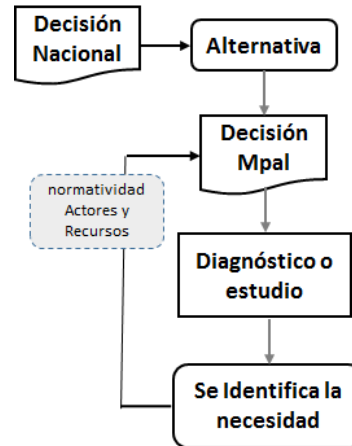 Decisión
Nacional
Alternativa
Decisión
Mpal
normatividad
Actores y
Recursos
Diagnóstico o
estudio
Se Identifica la
necesidad